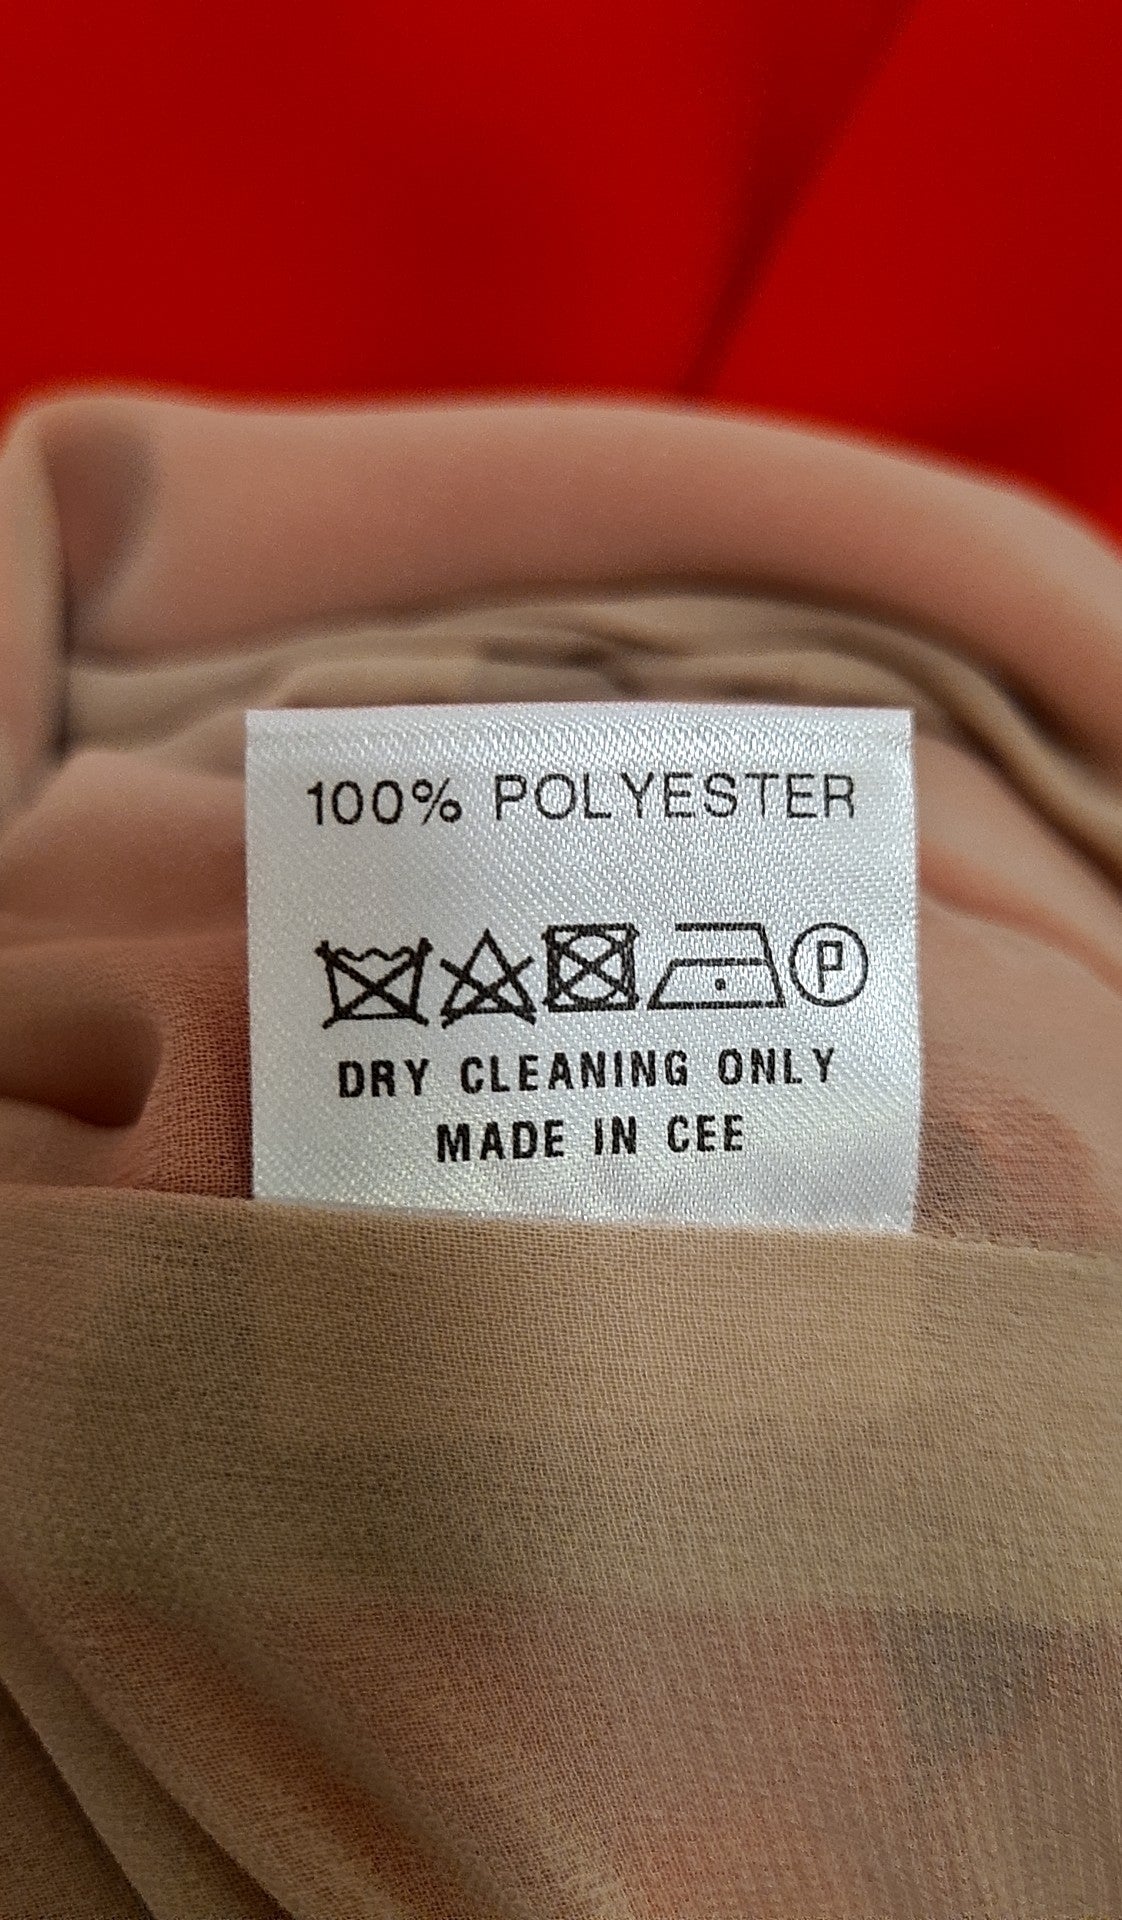 100% POLYESTER
P
DRY CLEANING ONLY
MADE IN CEE